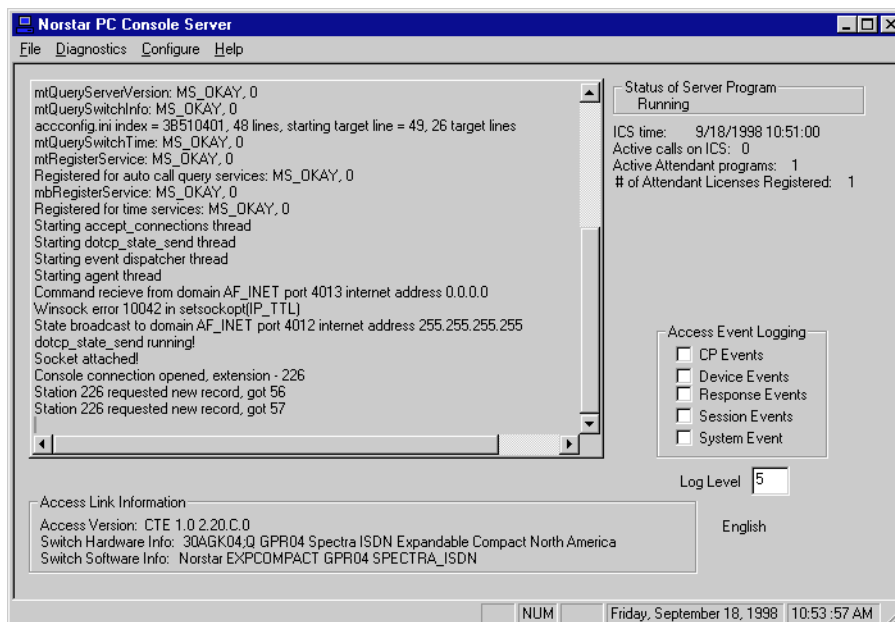 Norstar PC Console Server
File Diagnostics Configure Help
mtQueryServerVersion: MS_OKAY, 0
mtQuerySwitchInfo: MS_OKAY, 0
accconfig.ini index = 3B510401, 48 lines, starting target line = 49, 26 target lines
mtQuerySwitchTime: MS_OKAY, 0
mtRegisterService: MS_OKAY, 0
Registered for auto call query services: MS_OKAY, 0
mbRegisterService: MS_OKAY, 0
Registered for time services: MS_OKAY, 0
Starting accept_connections thread
Starting dotcp_state_send thread
Starting event dispatcher thread
Starting agent thread
Command recieve from domain AF_INET port 4013 internet address 0.0.0.0
Winsock error 10042 in setsockopt(IP_TTL)
State broadcast to domain AF_INET port 4012 internet address 255.255.255.255
dotcp_state_send running!
Socket attached!
Console connection opened, extension - 226
Station 226 requested new record, got 56
Station 226 requested new record, got 57
Status of Server Program
Running
ICS time: 9/18/1998 10:51:00
Active calls on ICS: 0
Active Attendant programs: 1
# of Attendant Licenses Registered: 1
Access Event Logging
CP Events
Device Events
Response Events
Session Events
System Event
Log Level 5
English
Access Link Information
Access Version: CTE 1.0 2.20.C.0
Switch Hardware Info: 30AGK04;Q GPR04 Spectra ISDN Expandable Compact North America
Switch Software Info: Norstar EXPCOMPACT GPR04 SPECTRA_ISDN
NUM Friday, September 18, 1998 10:53 :57 AM